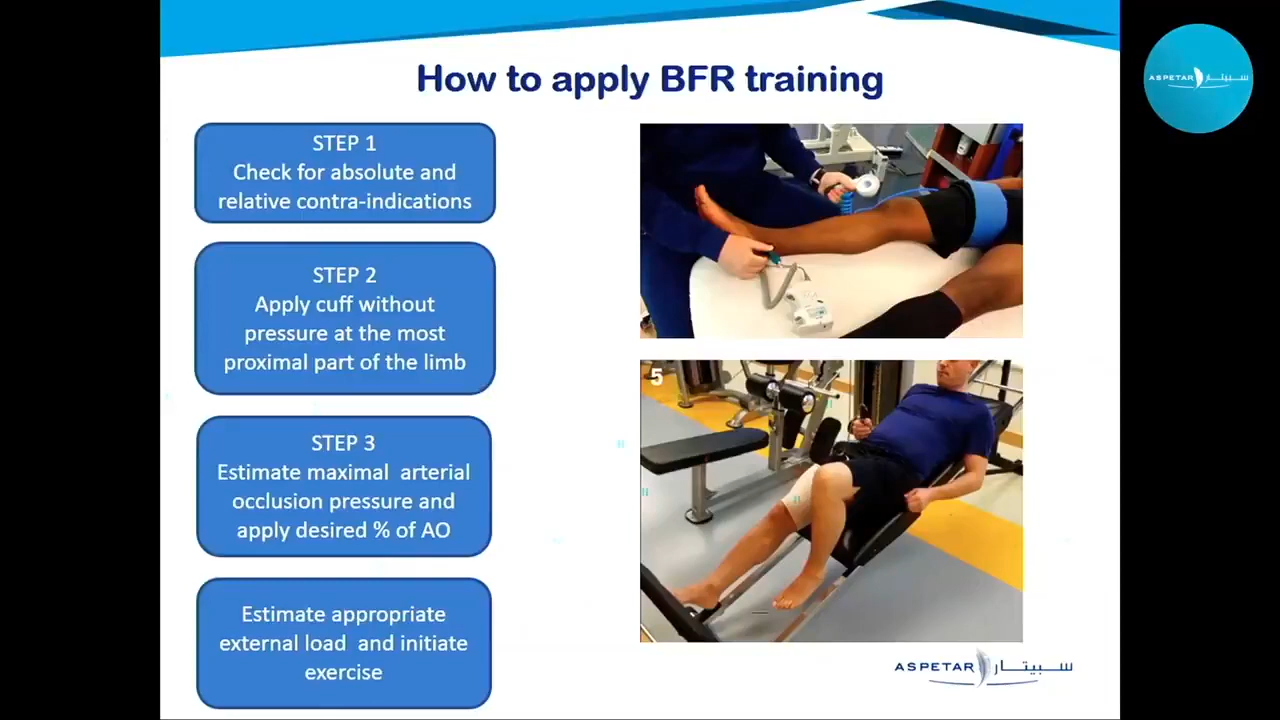 How to apply BFR training
STEP 1
Check for absolute and
relative contra-indications
STEP 2
Apply cuff without
pressure at the most
proximal part of the limb
STEP 3
Estimate maximal arterial
occlusion pressure and
apply desired % of AO
Estimate appropriate
external load and initiate
exercise
5
ASPETAR سبيتار
ASPETAR سبيتار